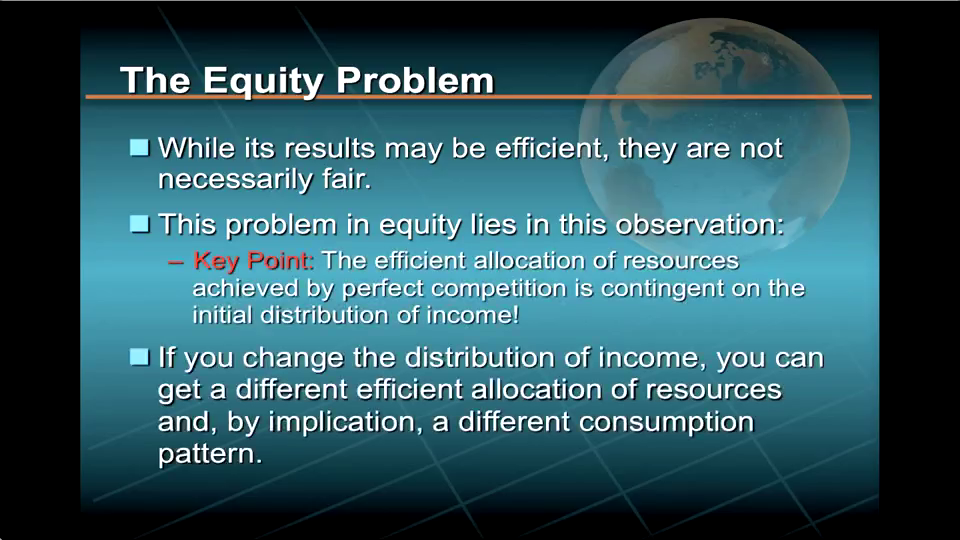 The Equity Problem
While its results may be efficient, they are not
necessarily fair.
This problem in equity lies in this observation:
– Key Point: The efficient allocation of resources
achieved by perfect competition is contingent on the
initial distribution of income!
If you change the distribution of income, you can
get a different efficient allocation of resources
and, by implication, a different consumption
pattern.